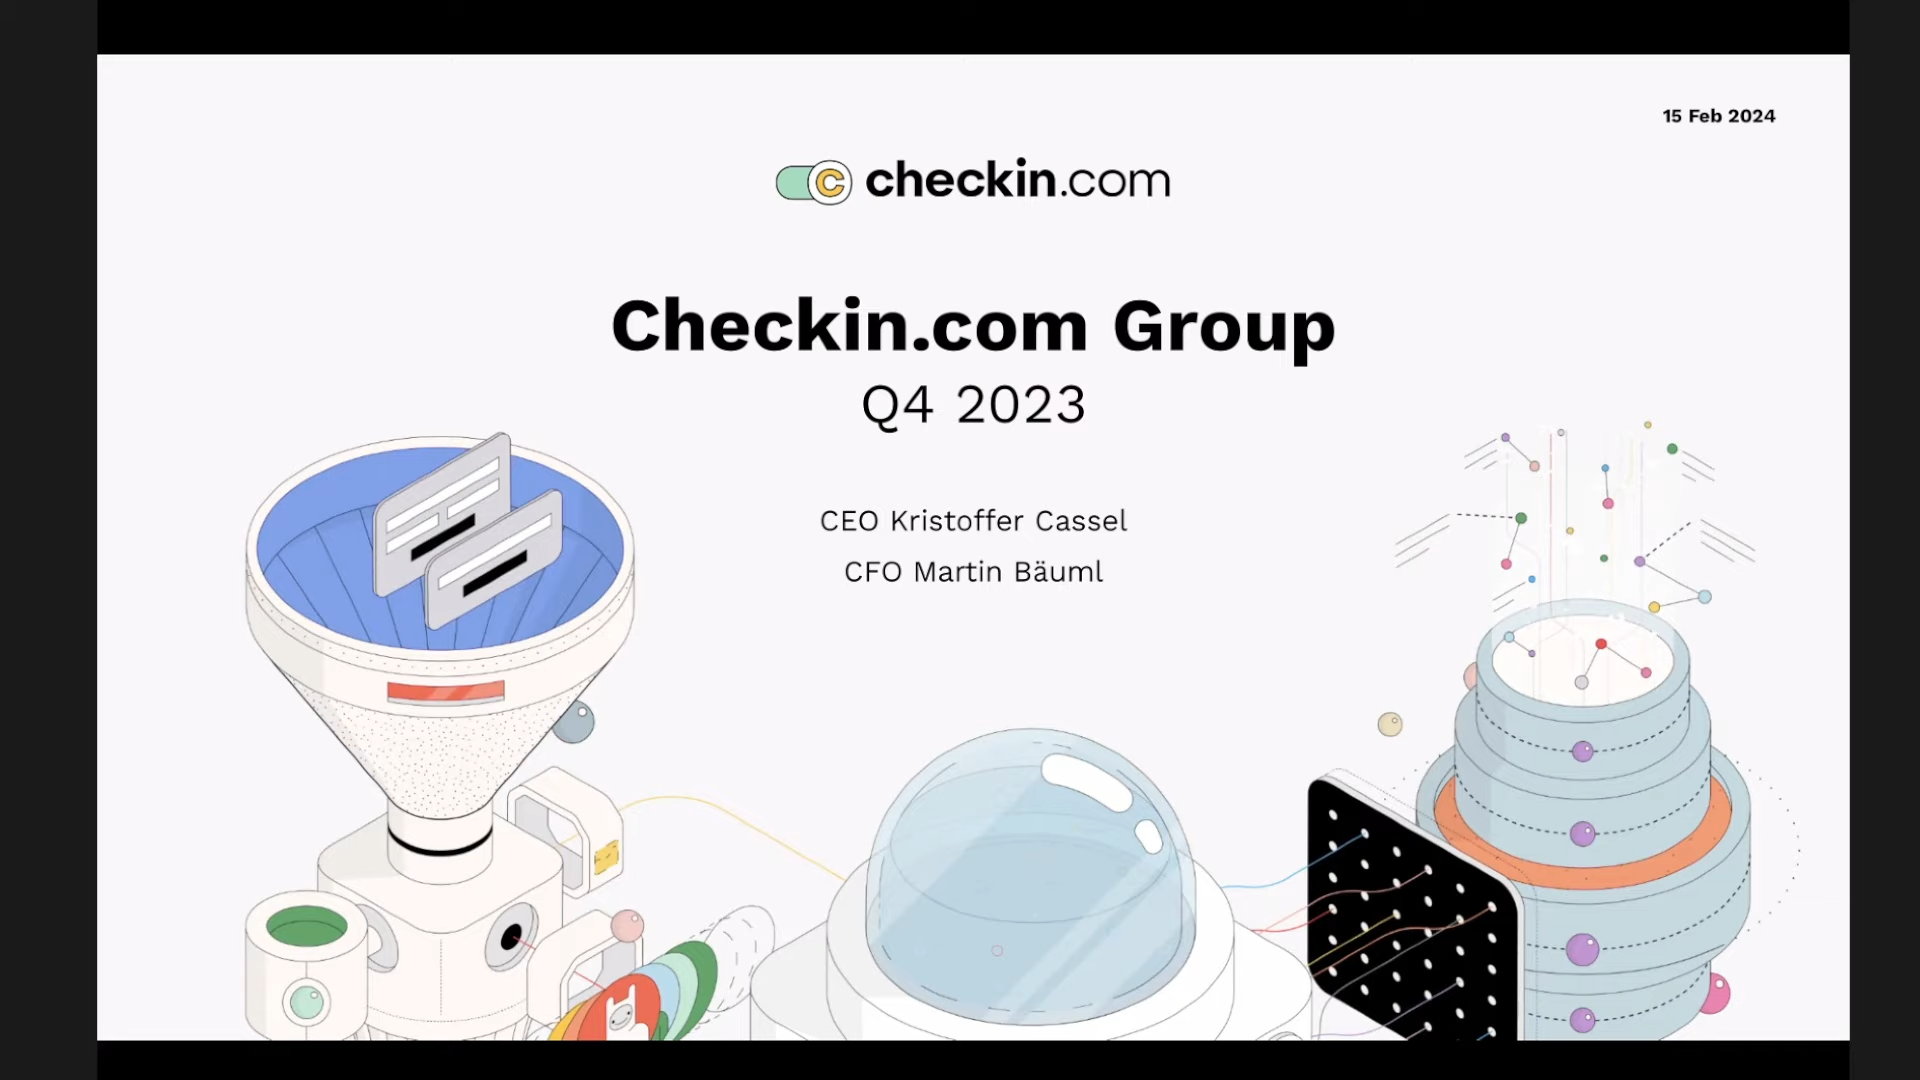 15 Feb 2024
checkin.com
Checkin.com Group
Q4 2023
CEO Kristoffer Cassel
CFO Martin Bäuml